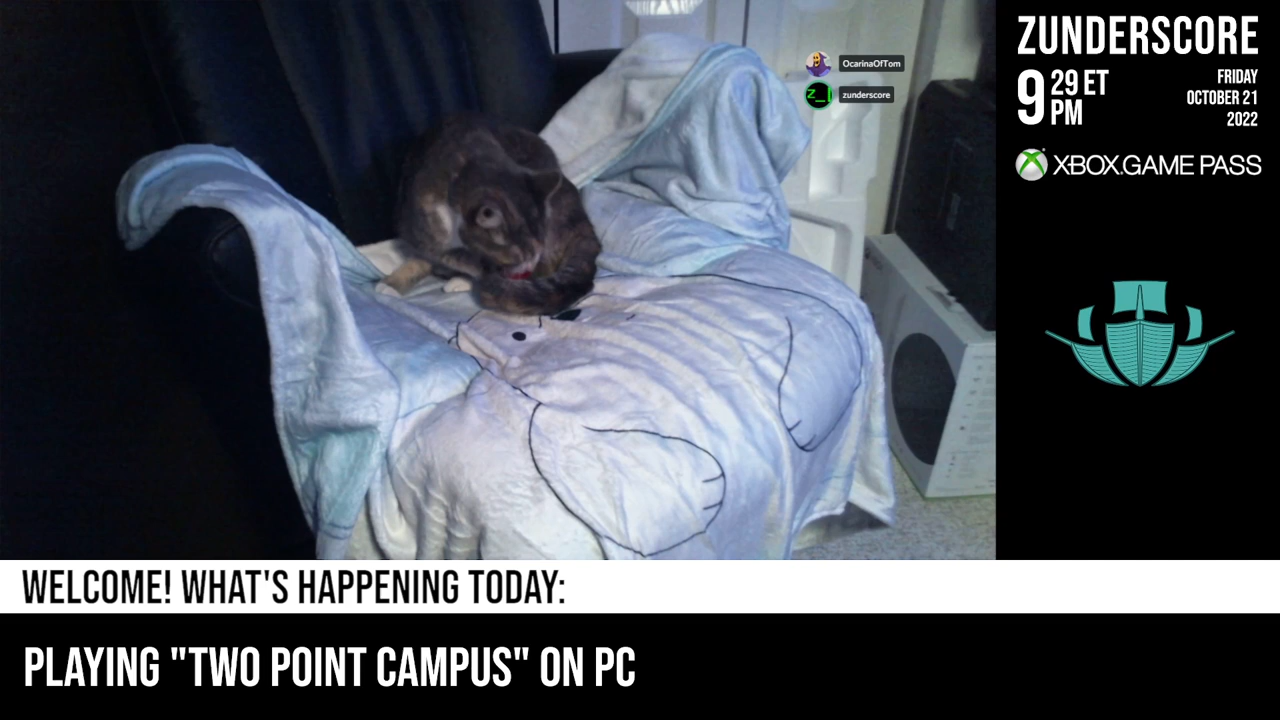 OcarinaOfTom
zunderscore
ZUNDERSCORE
9 29 ET
PM
FRIDAY
OCTOBER 21
2022
XBOX GAME PASS
WELCOME! WHAT'S HAPPENING TODAY:
PLAYING "TWO POINT CAMPUS" ON PC